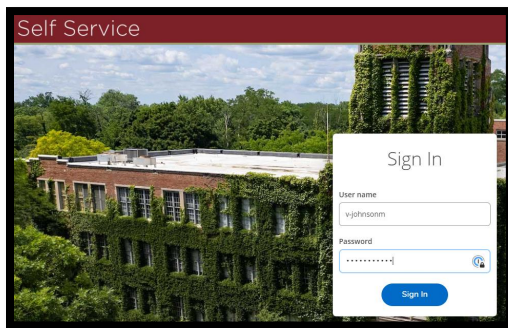 Self Service
Sign In
User name
v-johnsonm
Password
•••••••••••
Sign In